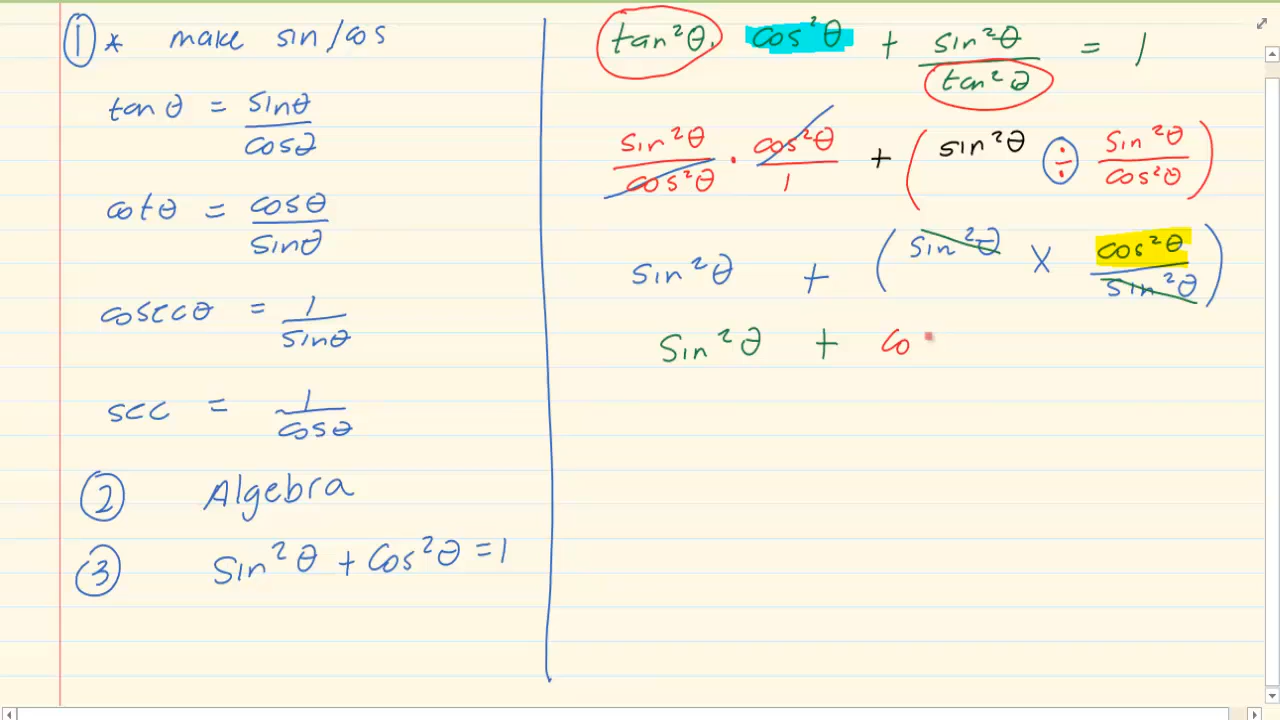 ① * make sin/cos
tan θ = sinθ/cosθ
cotθ = cosθ/sinθ
cosecθ = 1/sinθ
sec = 1/cosθ
② Algebra
③ Sin²θ + Cos²θ = 1
tan²θ. cos²θ + sin²θ/tan²θ = 1
sin²θ/cos²θ · cos²θ/1 + (sin²θ ÷ sin²θ/cos²θ)
sin²θ + (sin²θ × cos²θ/sin²θ)
Sin²θ + co